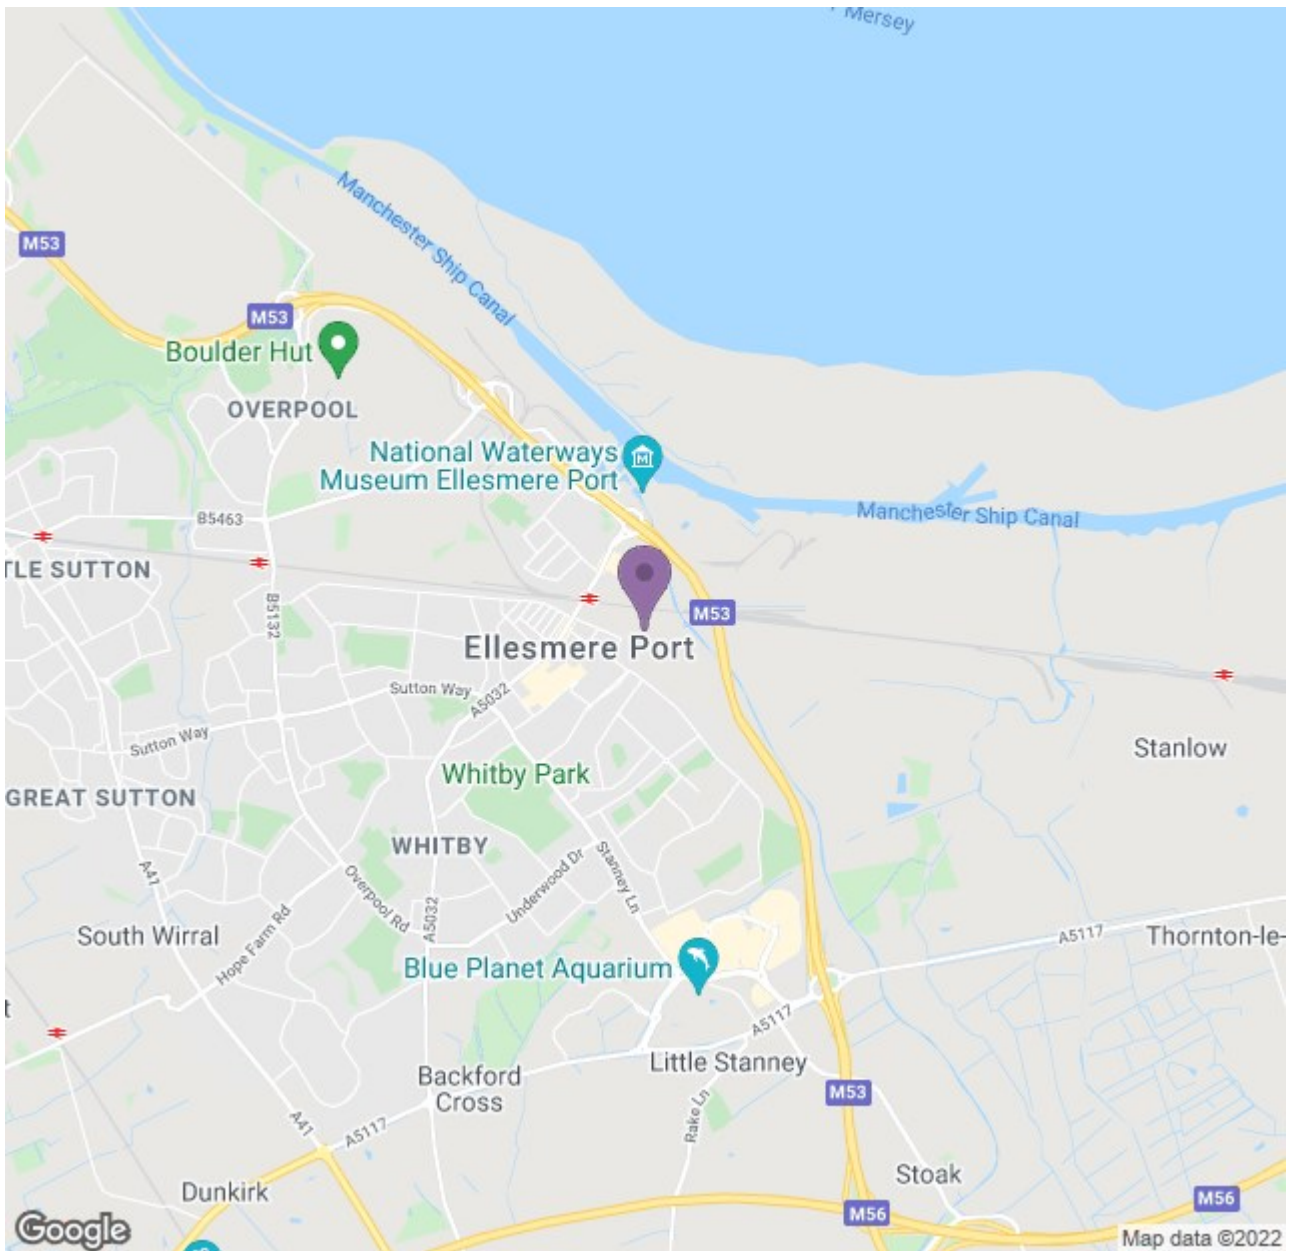 Mersey
Manchester Ship Canal
M53
M53
Boulder Hut
OVERPOOL
National Waterways
Museum Ellesmere Port
Manchester Ship Canal
B5463
TLE SUTTON
B5132
M53
Ellesmere Port
Sutton Way
A5032
Sutton Way
Stanlow
Whitby Park
GREAT SUTTON
WHITBY
A41
Overpool Rd
Underwood Dr
Stanney Ln
A5032
Hope Farm Rd
South Wirral
A5117
Thornton-le-
Blue Planet Aquarium
t
A5117
Little Stanney
Backford
Cross
M53
Rake Ln
A41
A5117
Stoak
Dunkirk
M56
M56
Google
Map data ©2022